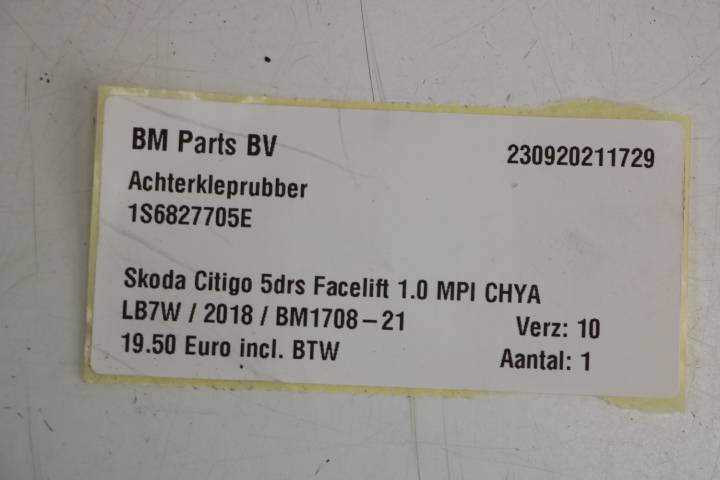 BM Parts BV
230920211729
Achterkleprubber
1S6827705E
Skoda Citigo 5drs Facelift 1.0 MPI CHYA
LB7W / 2018 / BM1708-21
Verz: 10
19.50 Euro incl. BTW
Aantal: 1